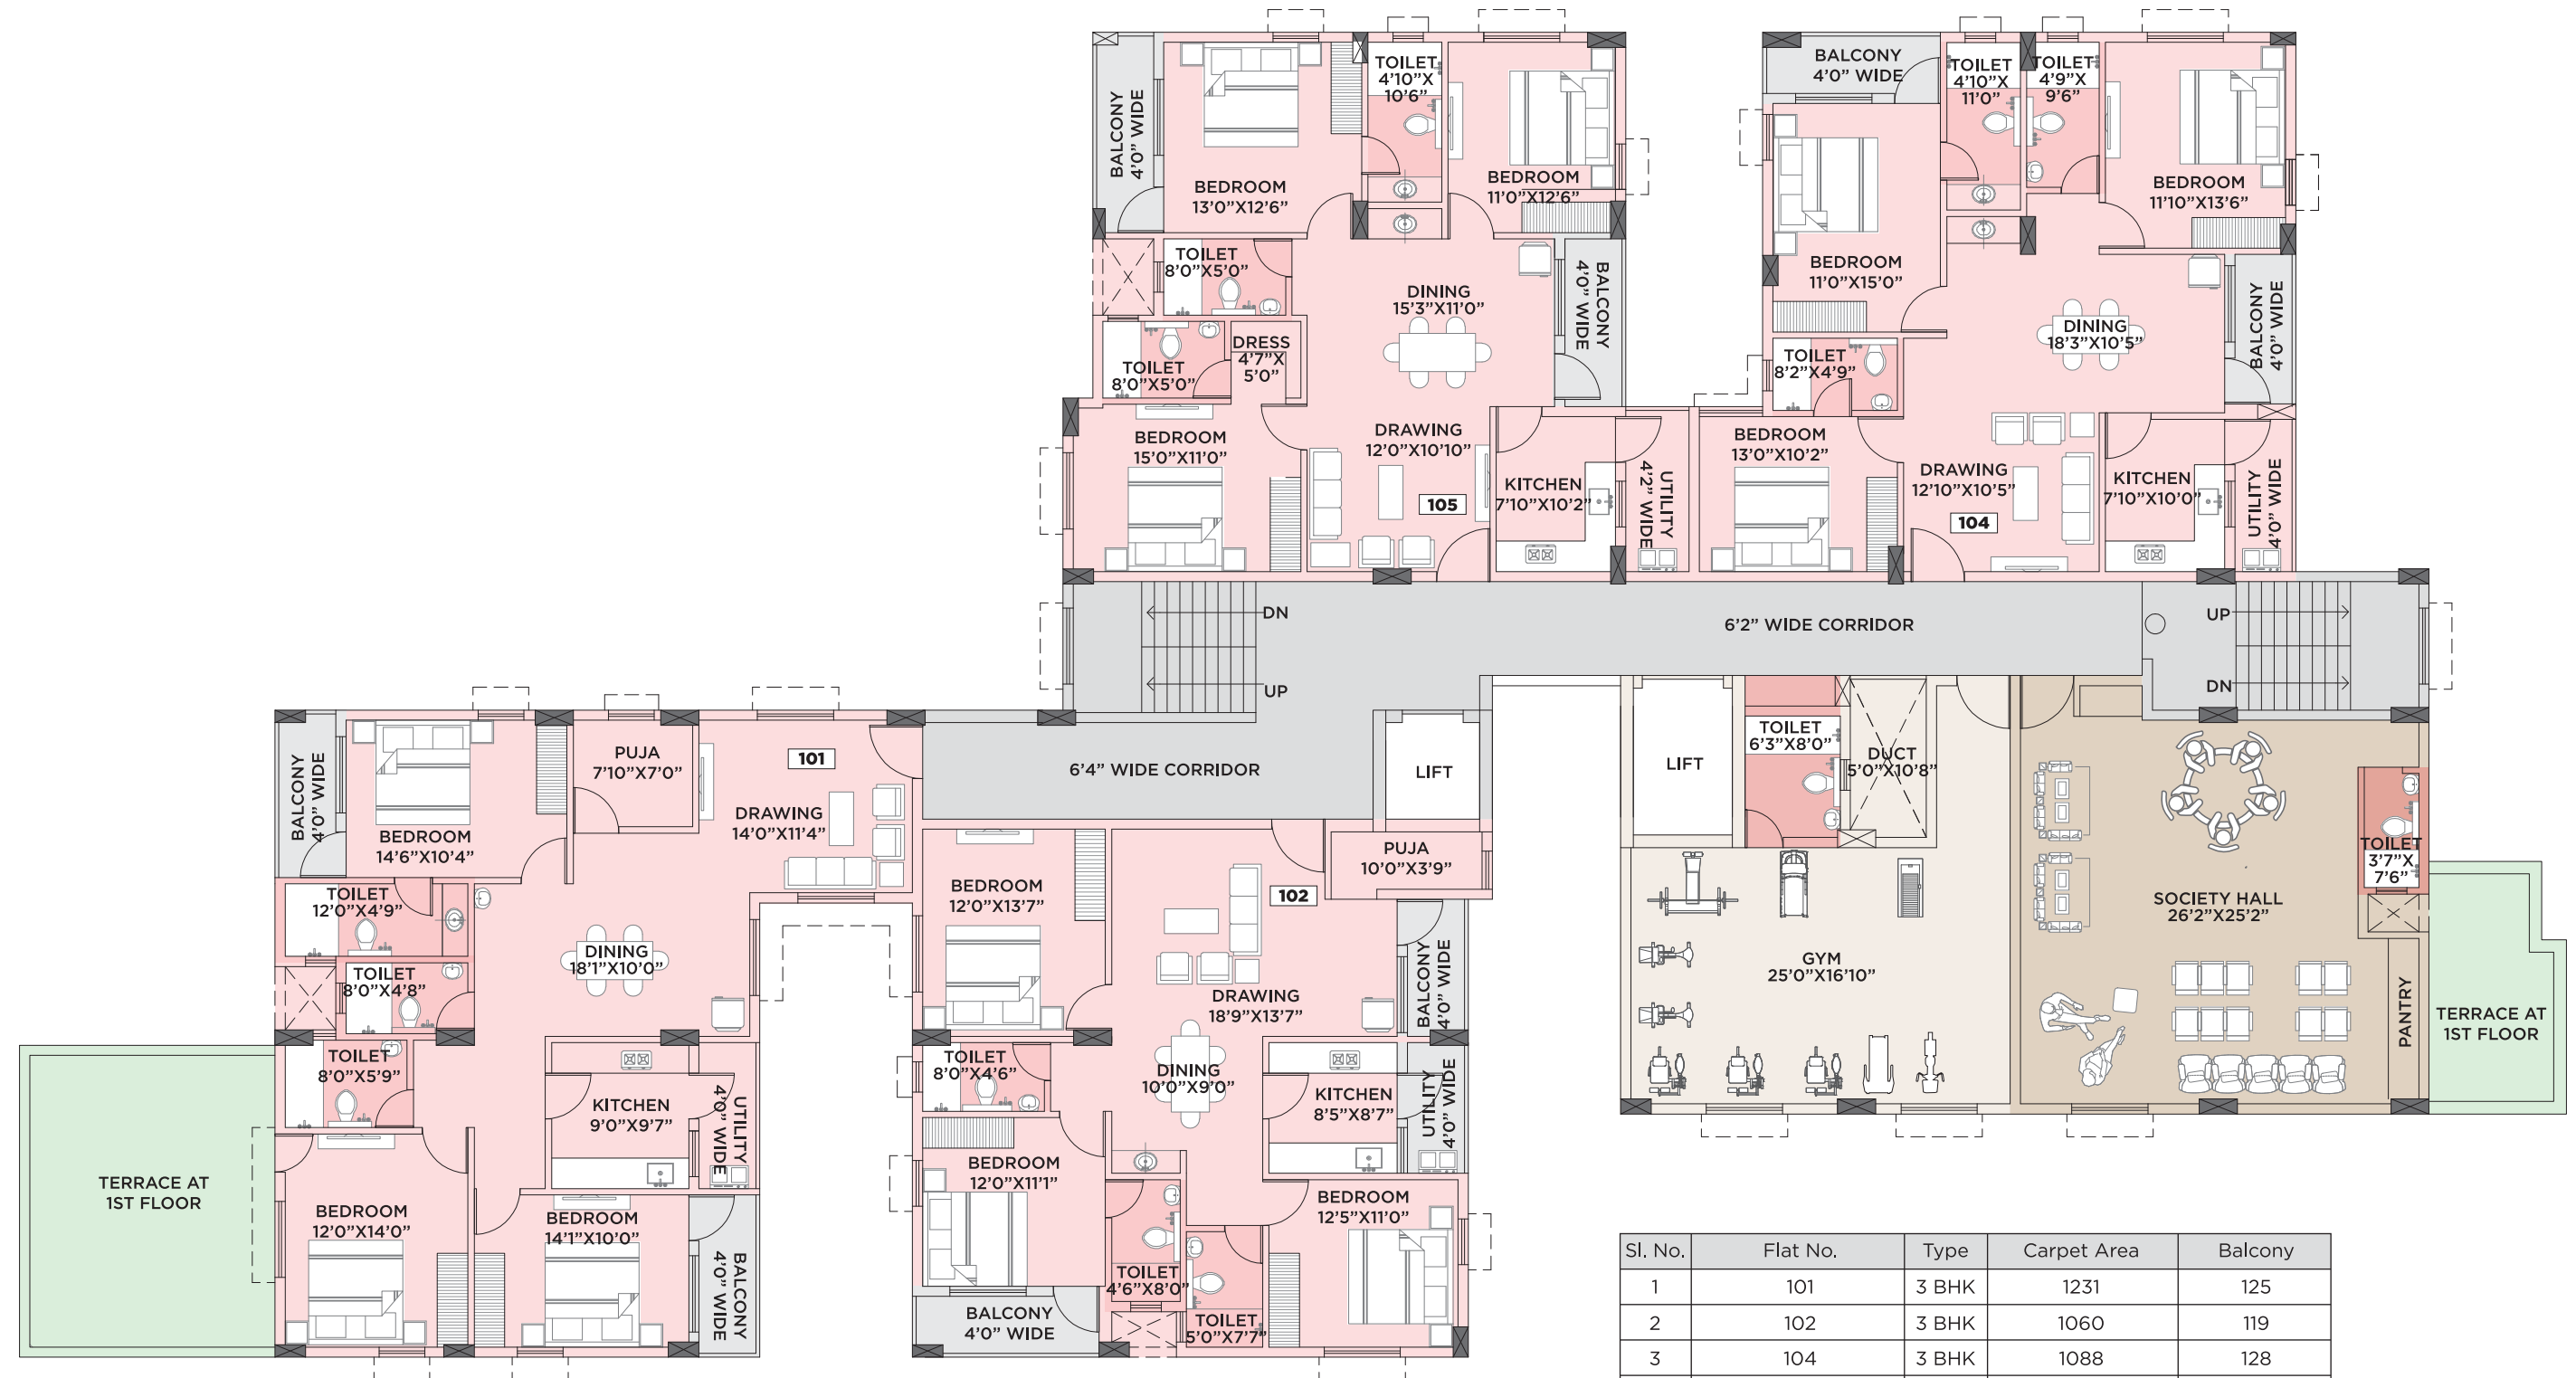 BALCONY
4'0" WIDE
BEDROOM
13'0"X12'6"
TOILET
4'10"X
10'6"
BEDROOM
11'0"X12'6"
TOILET
8'0"X5'0"
TOILET
8'0"X5'0"
DRESS
4'7"X
5'0"
DINING
15'3"X11'0"
BALCONY
4'0" WIDE
BEDROOM
15'0"X11'0"
DRAWING
12'0"X10'10"
105
KITCHEN
7'10"X10'2"
UTILITY
4'2" WIDE
BALCONY
4'0" WIDE
TOILET
4'10"X
11'0"
TOILET
4'9"X
9'6"
BEDROOM
11'10"X13'6"
BEDROOM
11'0"X15'0"
DINING
18'3"X10'5"
BALCONY
4'0" WIDE
TOILET
8'2"X4'9"
BEDROOM
13'0"X10'2"
DRAWING
12'10"X10'5"
104
KITCHEN
7'10"X10'0"
UTILITY
4'0" WIDE
DN
UP
6'2" WIDE CORRIDOR
UP
DN
BALCONY
4'0" WIDE
BEDROOM
14'6"X10'4"
PUJA
7'10"X7'0"
101
DRAWING
14'0"X11'4"
6'4" WIDE CORRIDOR
LIFT
TOILET
12'0"X4'9"
TOILET
8'0"X4'8"
DINING
18'1"X10'0"
TOILET
8'0"X5'9"
KITCHEN
9'0"X9'7"
UTILITY
4'0" WIDE
TERRACE AT
1ST FLOOR
BEDROOM
12'0"X14'0"
BEDROOM
14'1"X10'0"
BALCONY
4'0" WIDE
BEDROOM
12'0"X13'7"
102
PUJA
10'0"X3'9"
DRAWING
18'9"X13'7"
BALCONY
4'0" WIDE
TOILET
8'0"X4'6"
DINING
10'0"X9'0"
KITCHEN
8'5"X8'7"
UTILITY
4'0" WIDE
BEDROOM
12'0"X11'1"
BEDROOM
12'5"X11'0"
TOILET
4'6"X8'0"
TOILET
5'0"X7'7"
BALCONY
4'0" WIDE
LIFT
TOILET
6'3"X8'0"
DUCT
5'0"X10'8"
GYM
25'0"X16'10"
SOCIETY HALL
26'2"X25'2"
TOILET
3'7"X
7'6"
PANTRY
TERRACE AT
1ST FLOOR
Sl. No. Flat No. Type Carpet Area Balcony
1 101 3 BHK 1231 125
2 102 3 BHK 1060 119
3 104 3 BHK 1088 128